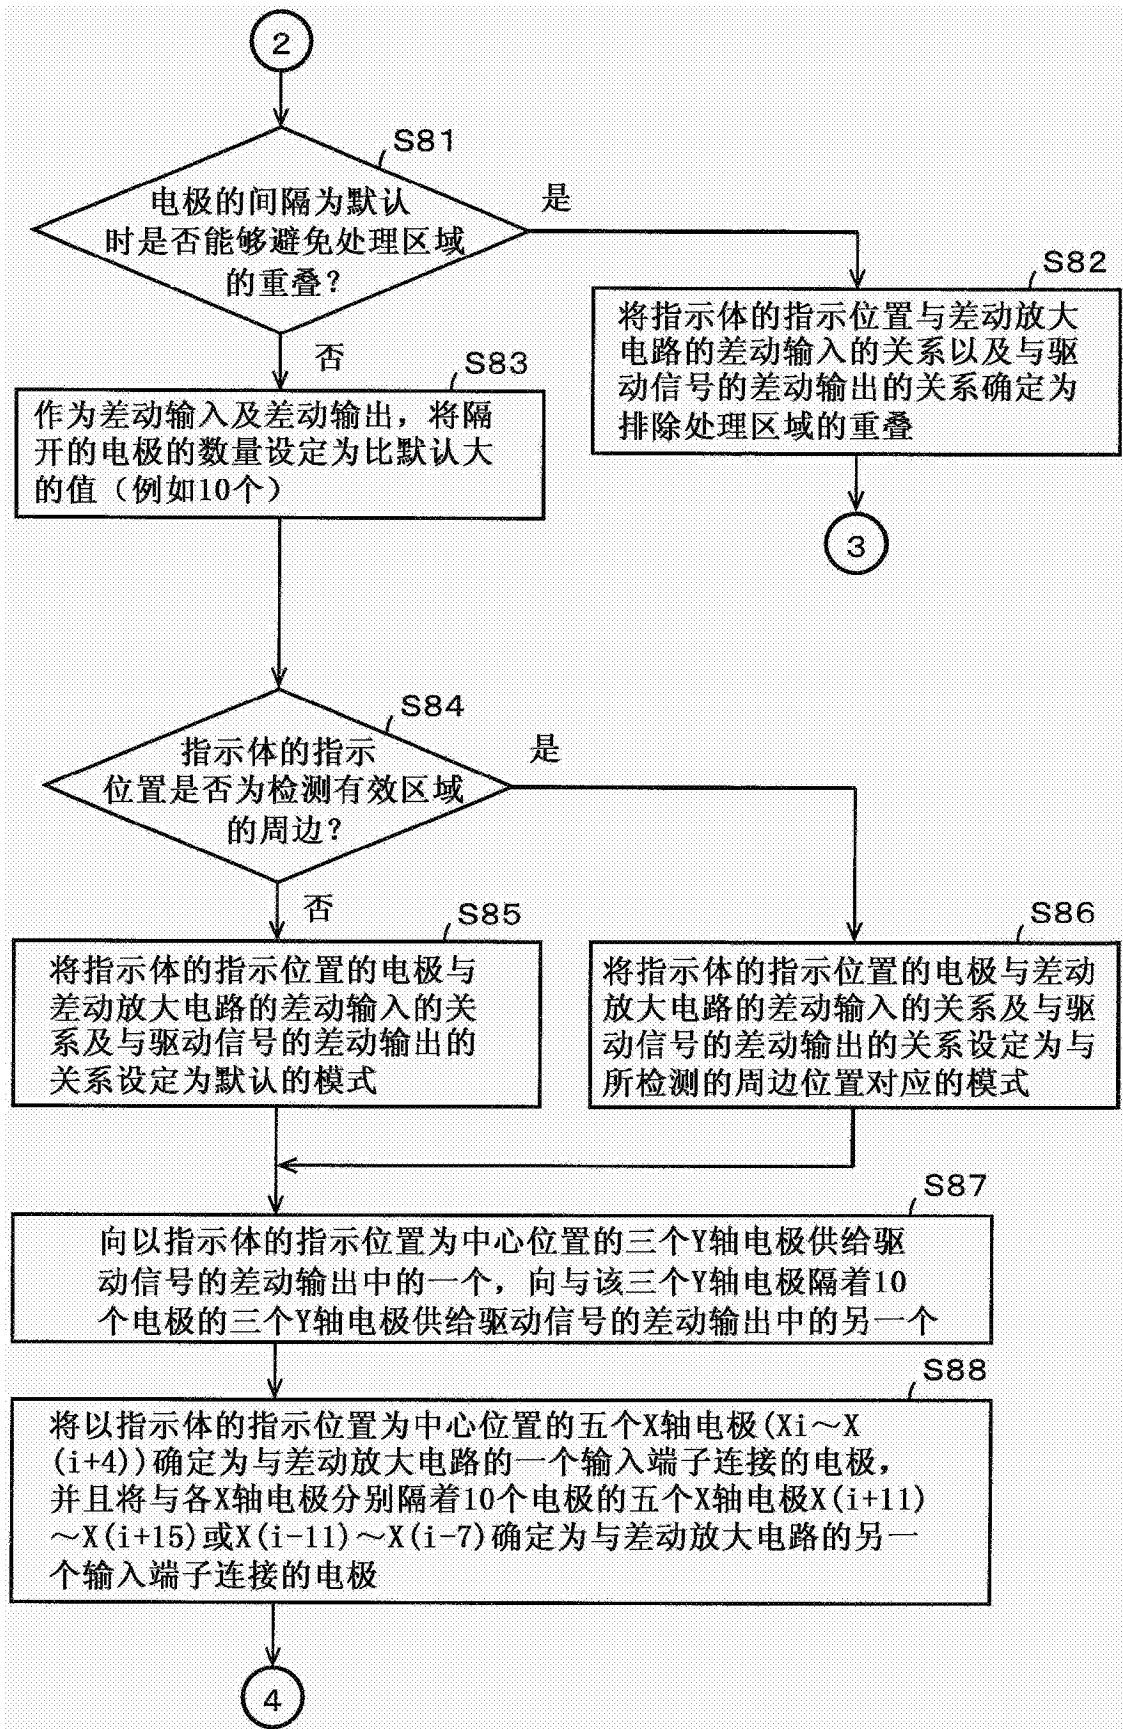 2
S81
电极的间隔为默认
时是否能够避免处理区域
的重叠?
是
S82
将指示体的指示位置与差动放大
电路的差动输入的关系以及与驱
动信号的差动输出的关系确定为
排除处理区域的重叠
3
否
S83
作为差动输入及差动输出，将隔
开的电极的数量设定为比默认大
的值（例如10个）
S84
指示体的指示
位置是否为检测有效区域
的周边?
是
否
S85
将指示体的指示位置的电极与
差动放大电路的差动输入的关
系及与驱动信号的差动输出的
关系设定为默认的模式
S86
将指示体的指示位置的电极与差动
放大电路的差动输入的关系及与驱
动信号的差动输出的关系设定为与
所检测的周边位置对应的模式
S87
向以指示体的指示位置为中心位置的三个Y轴电极供给驱
动信号的差动输出中的一个，向与该三个Y轴电极隔着10
个电极的三个Y轴电极供给驱动信号的差动输出中的另一个
S88
将以指示体的指示位置为中心位置的五个X轴电极(Xi～X
(i+4))确定为与差动放大电路的一个输入端子连接的电极，
并且将与各X轴电极分别隔着10个电极的五个X轴电极X(i+11)
～X(i+15)或X(i-11)～X(i-7)确定为与差动放大电路的另一
个输入端子连接的电极
4